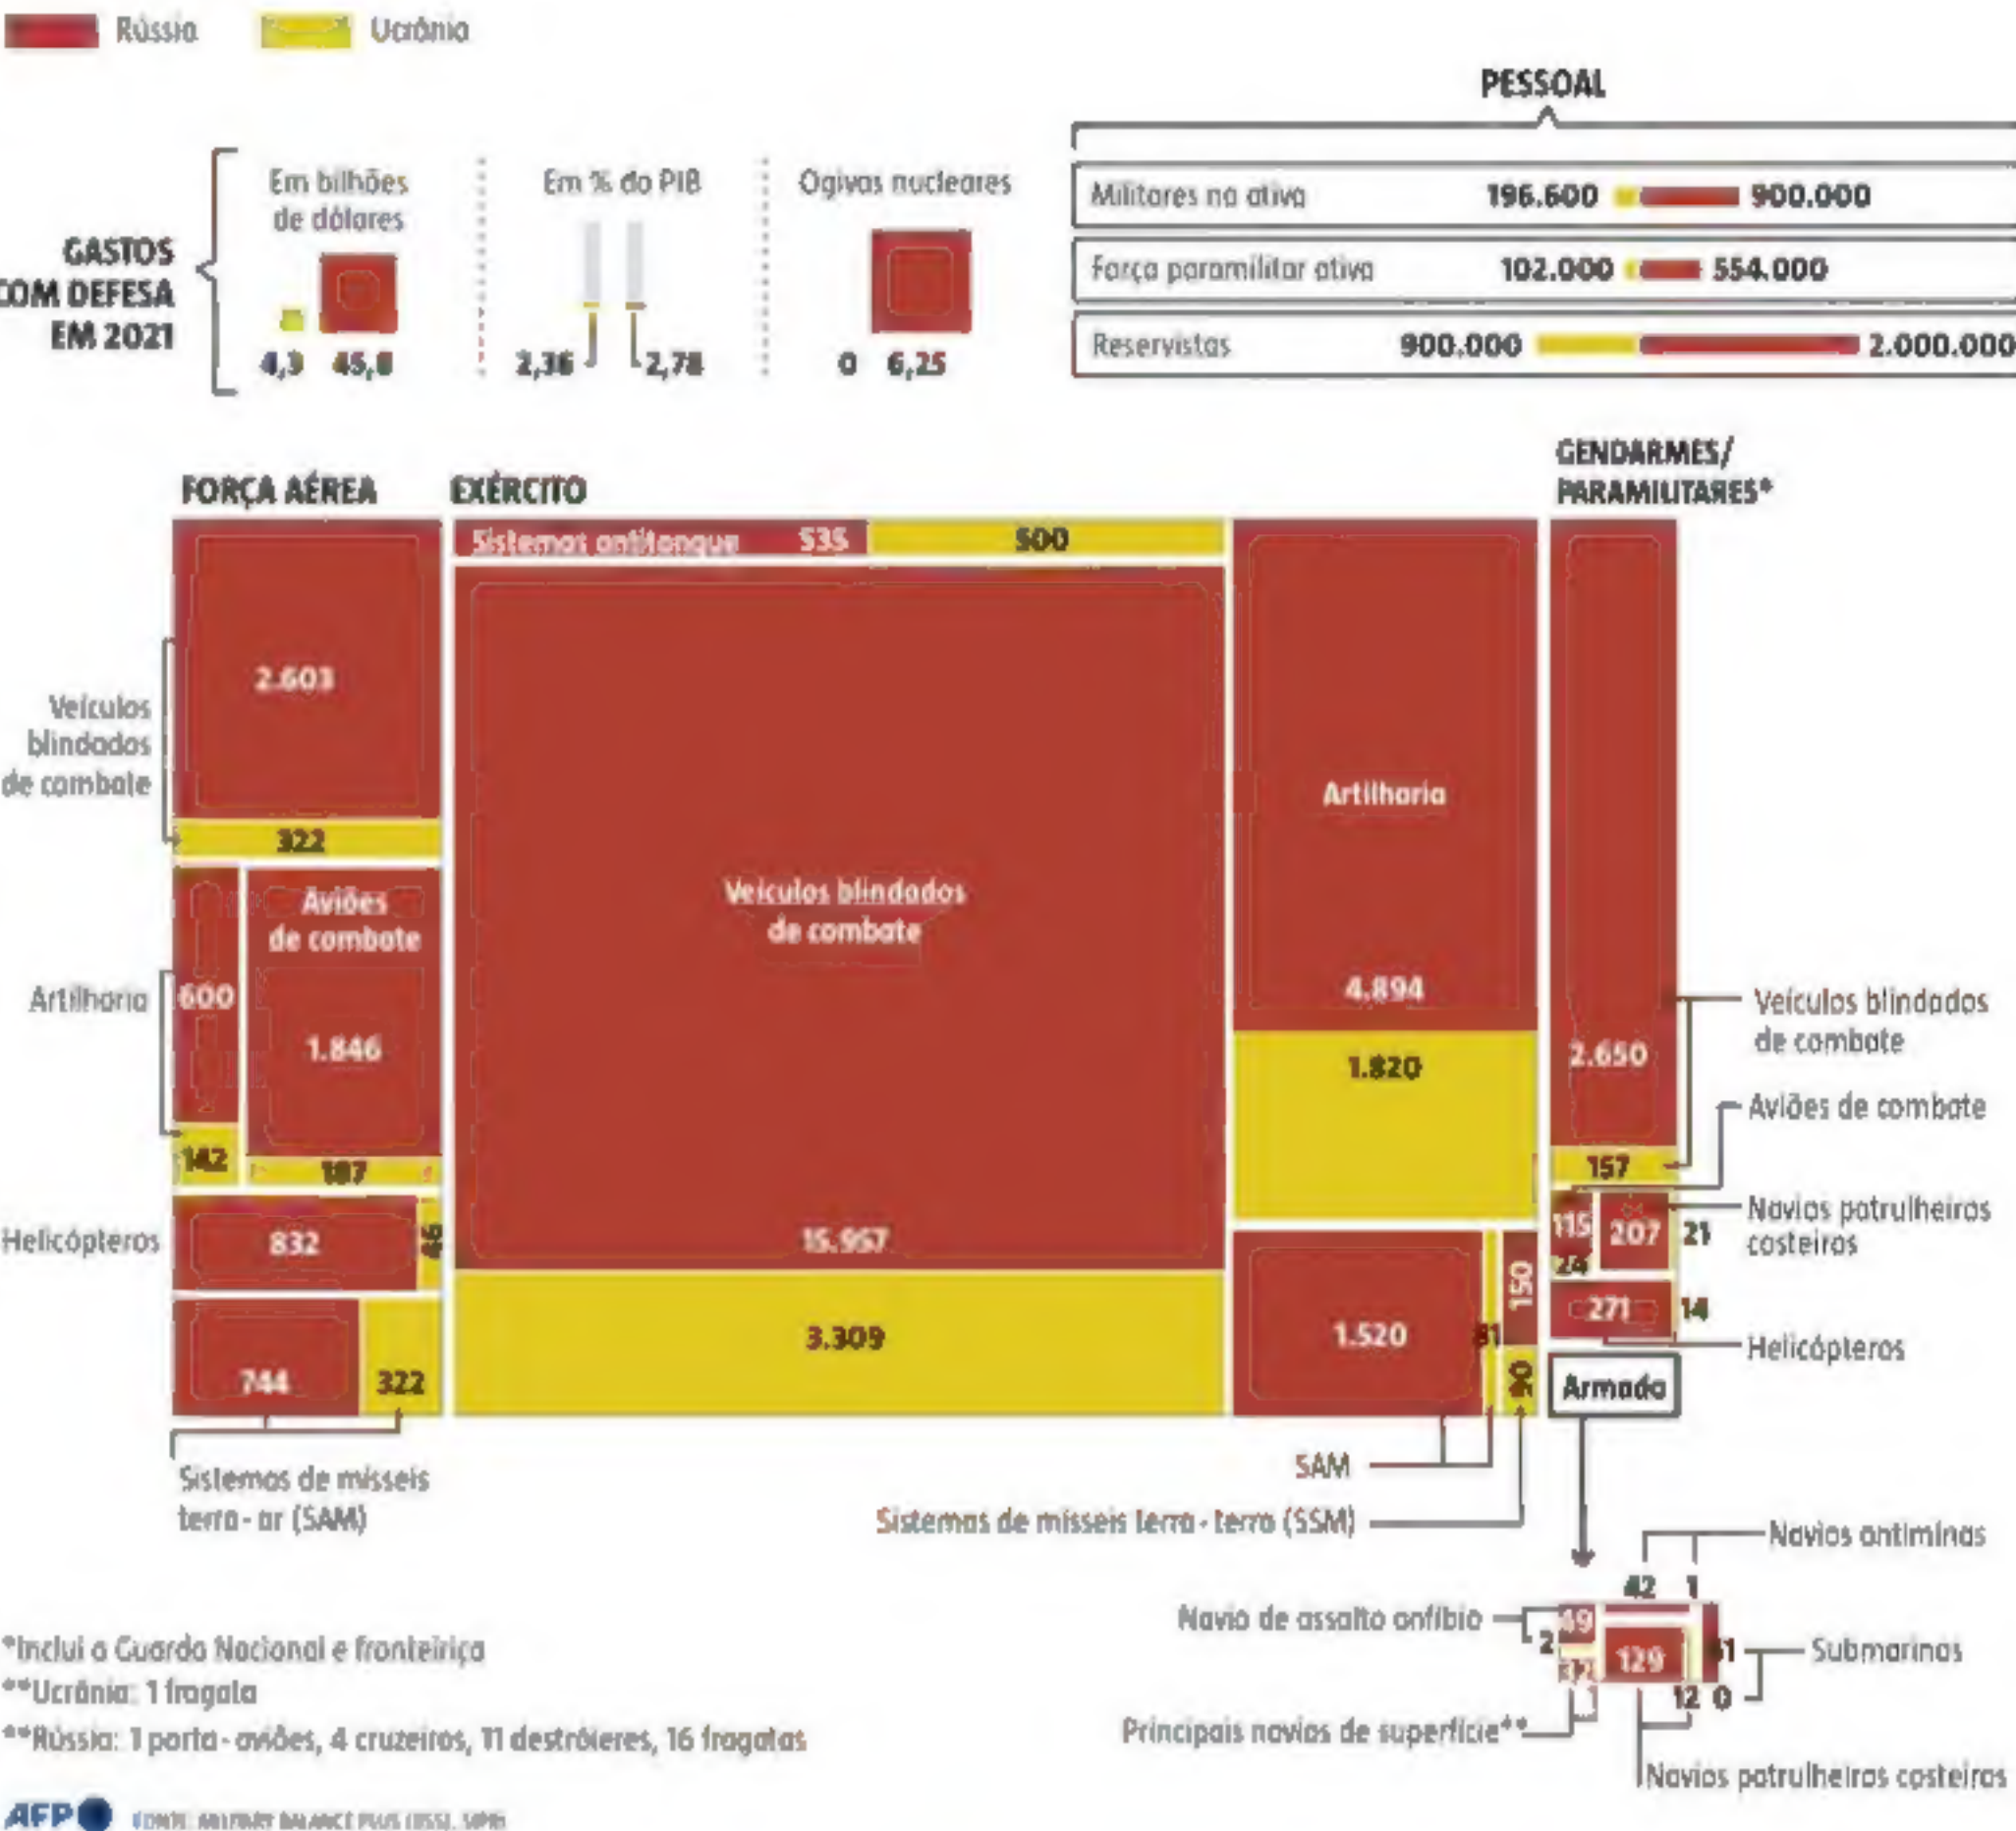 Rússia
Ucrânia
PESSOAL
Militares na ativa 196.600 900.000
Força paramilitar ativa 102.000 554.000
Reservistas 900.000 2.000.000
GASTOS
COM DEFESA
EM 2021
Em bilhões
de dólares
4,3 45,8
Em % do PIB
2,36 2,78
Ogivas nucleares
0 6,25
FORÇA AÉREA
Veículos
blindados
de combate
2.603
322
Artilharia
600
142
Aviões
de combate
1.846
187
Helicópteros
832
744
322
Sistemas de mísseis
terra-ar (SAM)
EXÉRCITO
Sistemas antitanque 535 500
Veículos blindados
de combate
15.957
3.309
Artilharia
4.894
1.820
1.520
150
90
SAM
Sistemas de mísseis terra-terra (SSM)
GENDARMES/
PARAMILITARES*
2.650
157
Veículos blindados
de combate
Aviões de combate
115
24
Navios patrulheiros
costeiros
207
21
271
14
Helicópteros
Armada
Navios antiminas
42 1
Navio de assalto anfíbio
49
2
129
12 0
Submarinos
1
Principais navios de superfície**
Navios patrulheiros costeiros
*Inclui a Guarda Nacional e fronteiriça
**Ucrânia: 1 fragata
**Rússia: 1 porta-aviões, 4 cruzeiros, 11 destróieres, 16 fragatas
AFP
FONTE: MILITARY BALANCE PLUS (IISS), SIPRI